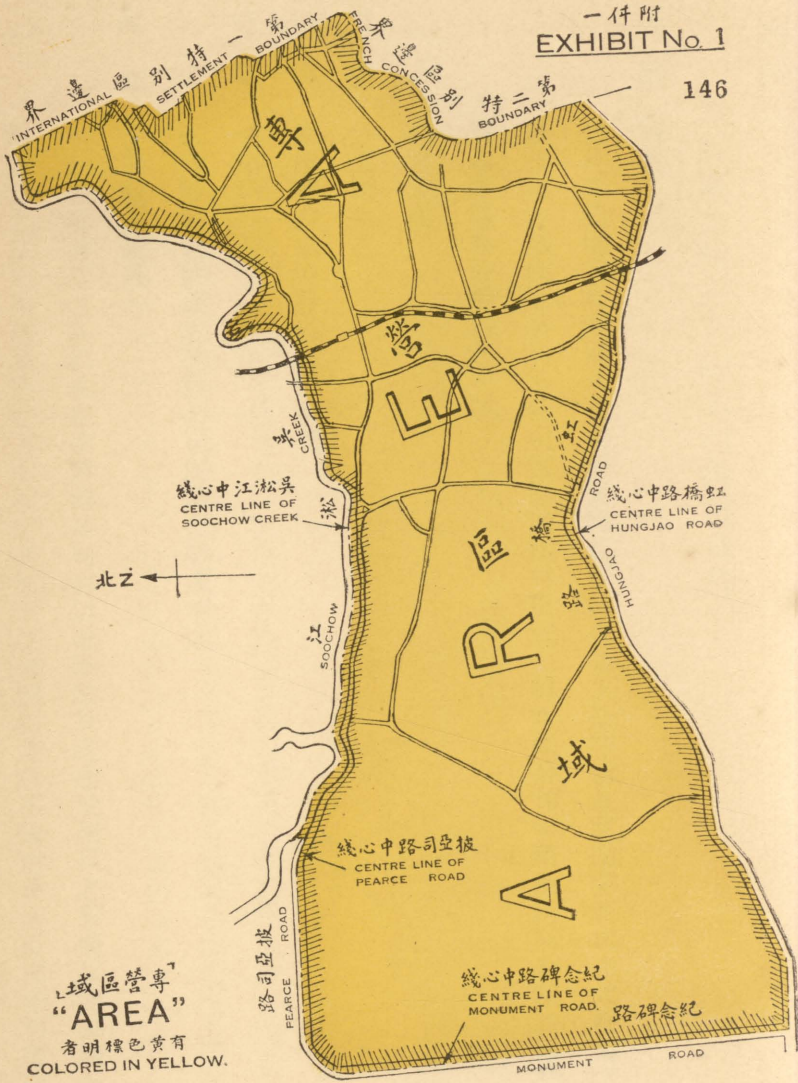 一件附
EXHIBIT No. 1
146
界邊區別特一第
INTERNATIONAL SETTLEMENT BOUNDARY
界邊區別特二第
FRENCH CONCESSION BOUNDARY
專
A
營
E
區
R
域
A
吳
淞
江
SOOCHOW CREEK
綫心中江淞吳
CENTRE LINE OF
SOOCHOW CREEK
虹
橋
路
HUNGJAO ROAD
綫心中路橋虹
CENTRE LINE OF
HUNGJAO ROAD
北 N
綫心中路司亞披
CENTRE LINE OF
PEARCE ROAD
路司亞披
PEARCE ROAD
綫心中路碑念紀
CENTRE LINE OF
MONUMENT ROAD.
路碑念紀
MONUMENT ROAD
「域區營專」
"AREA"
者明標色黃有
COLORED IN YELLOW.